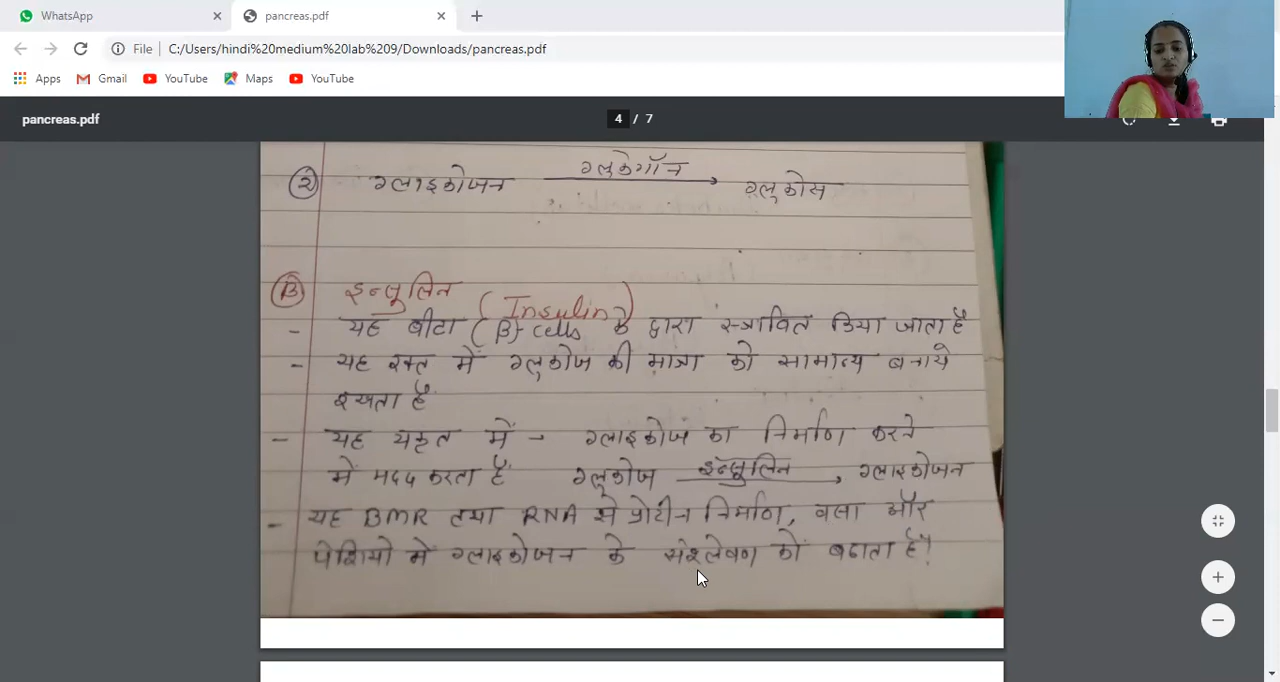 WhatsApp
pancreas.pdf
File | C:/Users/hindi%20medium%20lab%209/Downloads/pancreas.pdf
Apps Gmail YouTube Maps YouTube
pancreas.pdf
4 / 7
② ग्लाइकोजन ग्लुकेगॉन ग्लुकोस
Ⓑ इन्सुलिन (Insulin)
- यह बीटा (β)-cells के द्वारा स्त्रावित किया जाता है
- यह रक्त में ग्लुकोज की मात्रा को सामान्य बनाये
रखता है
- यह यकृत में - ग्लाइकोजं का निर्माण करने
में मदद करता है ग्लुकोज इन्सुलिन ग्लाइकोजन
- यह BMR तथा RNA से प्रोटीन निर्माण, वसा और
पेशियो में ग्लाइकोजन के संश्लेषण को बढाता है।